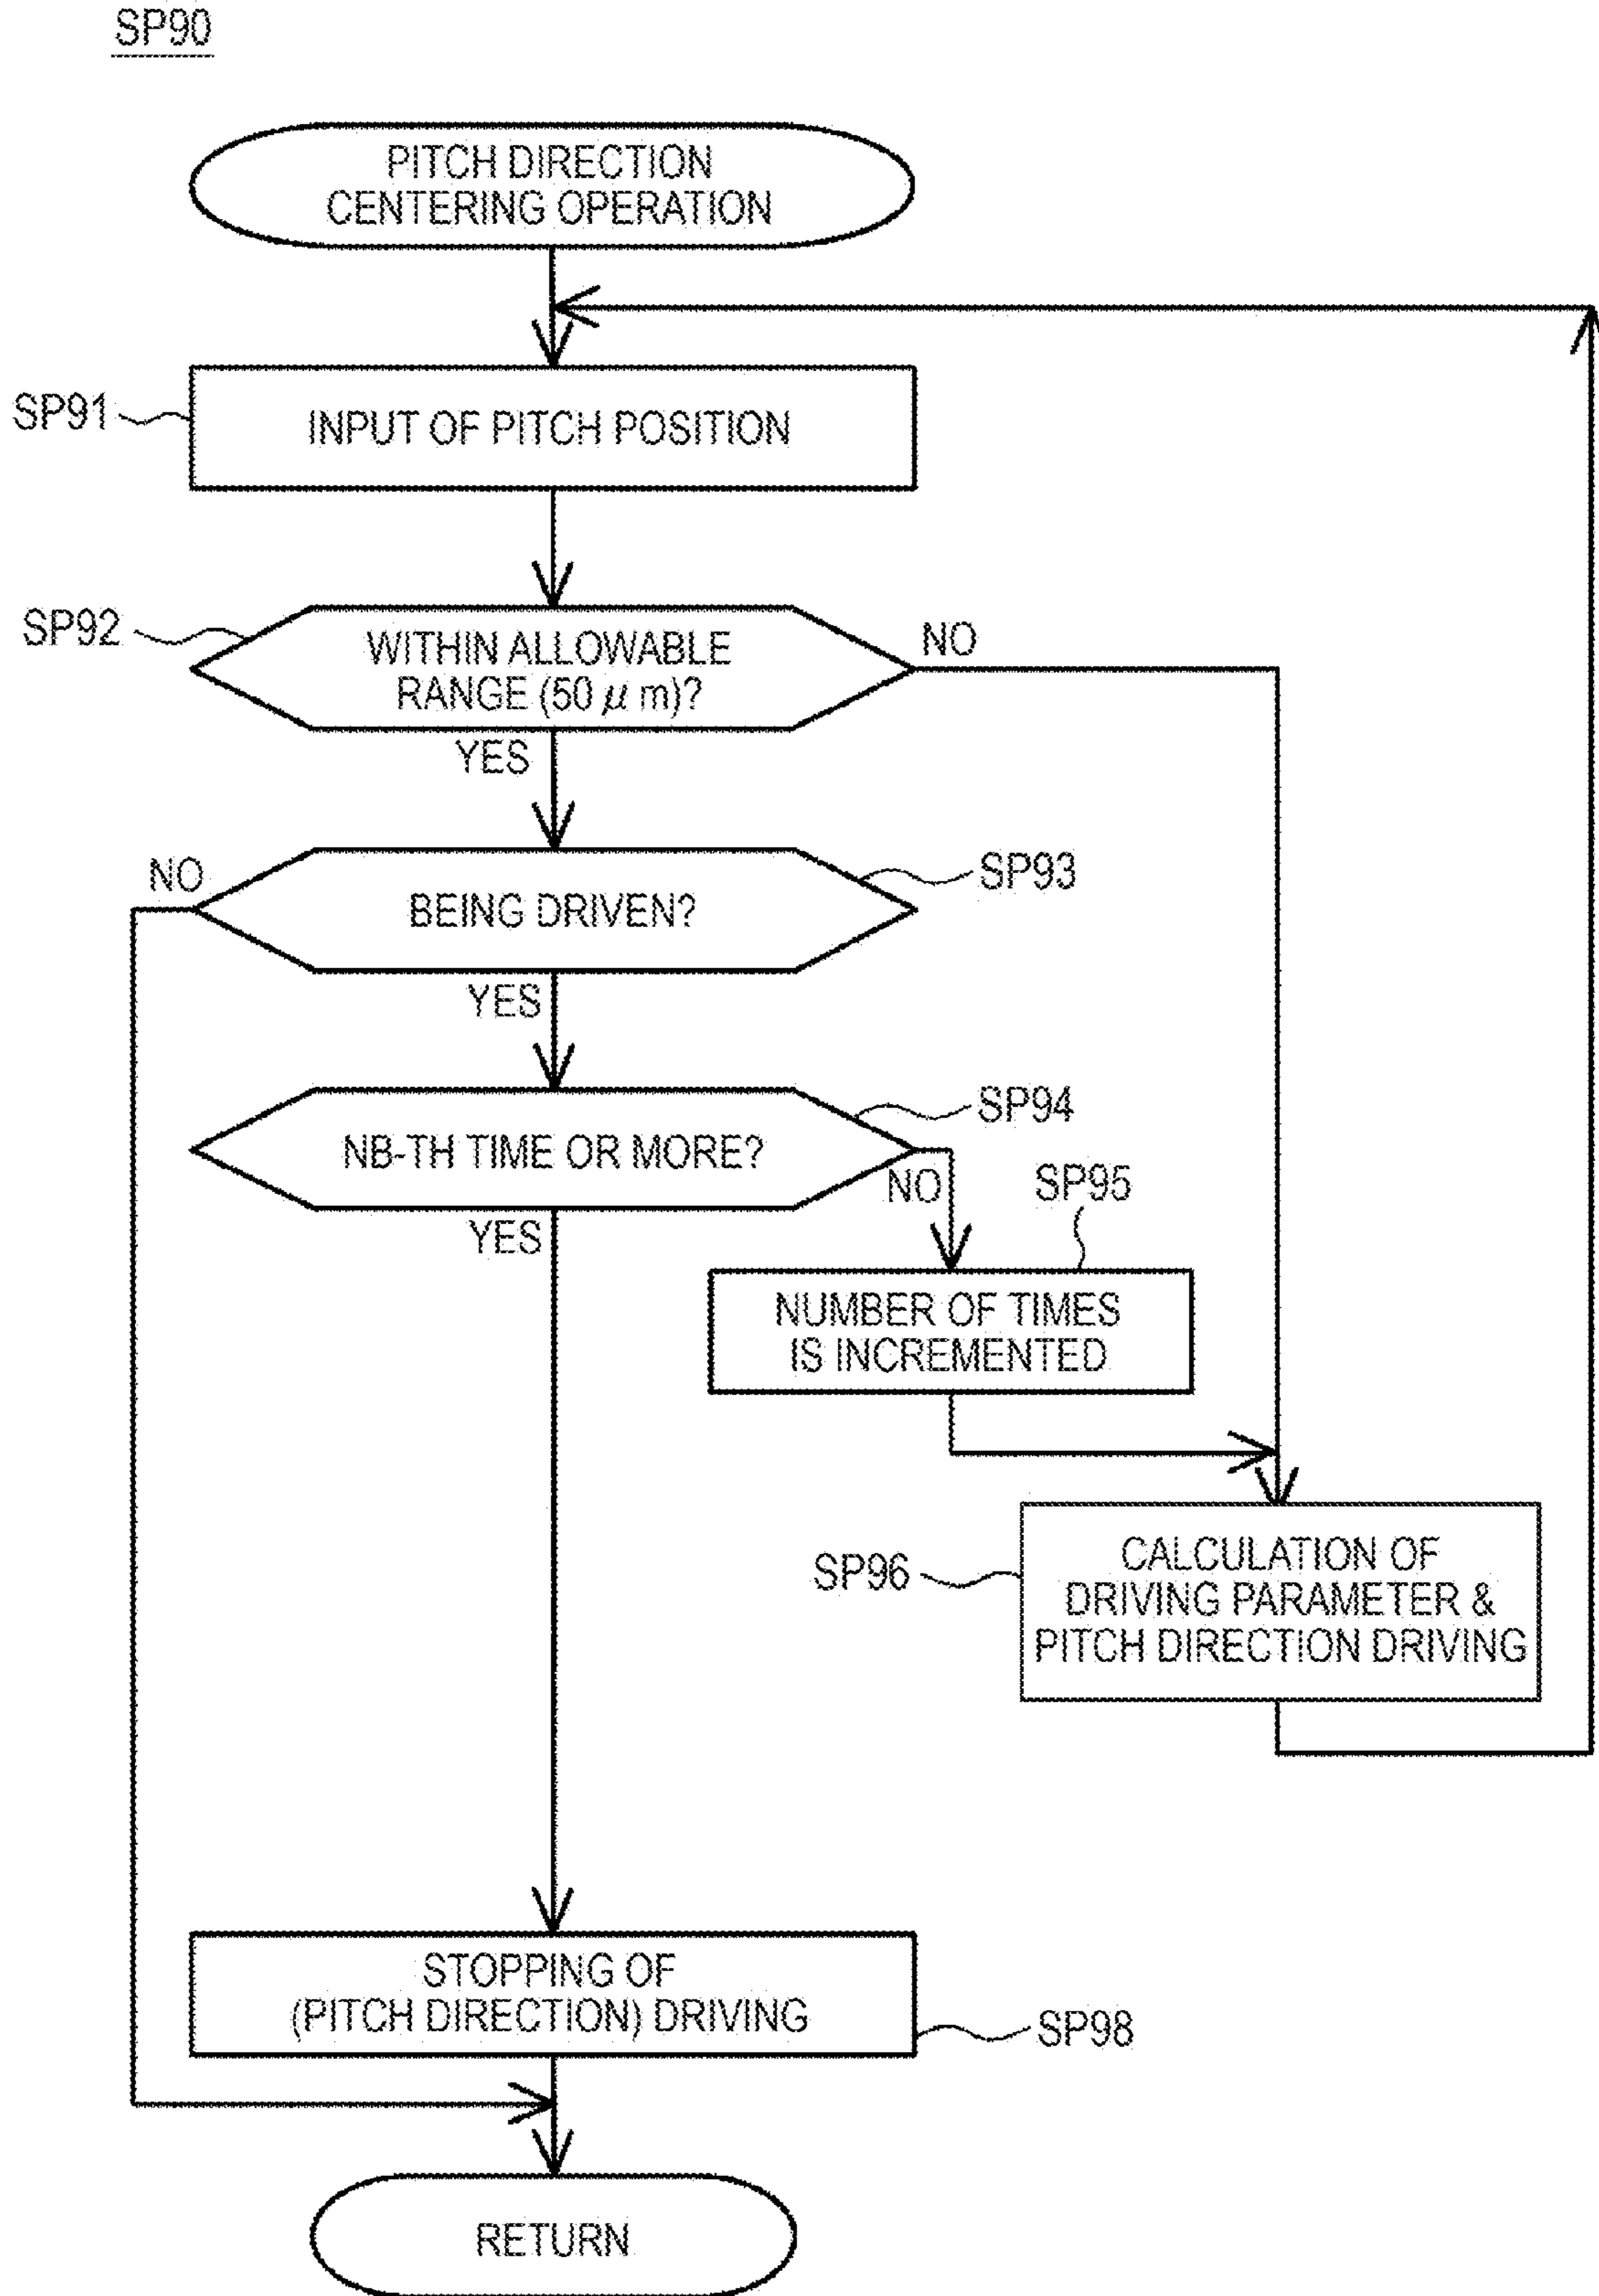 SP90
PITCH DIRECTION
CENTERING OPERATION
SP91
INPUT OF PITCH POSITION
SP92
WITHIN ALLOWABLE
RANGE (50 μm)?
NO
YES
NO
SP93
BEING DRIVEN?
YES
SP94
NB-TH TIME OR MORE?
NO
YES
SP95
NUMBER OF TIMES
IS INCREMENTED
SP96
CALCULATION OF
DRIVING PARAMETER &
PITCH DIRECTION DRIVING
STOPPING OF
(PITCH DIRECTION) DRIVING
SP98
RETURN